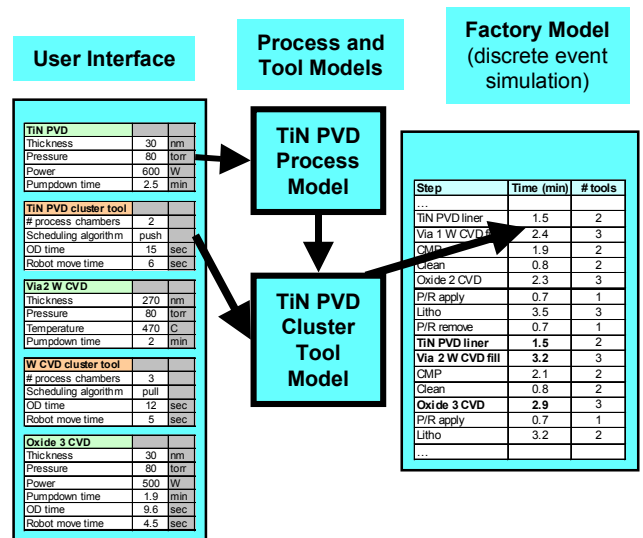 User Interface
Process and
Tool Models
Factory Model
(discrete event
simulation)
TiN PVD
Thickness 30 nm
Pressure 80 torr
Power 600 W
Pumpdown time 2.5 min
TiN PVD cluster tool
# process chambers 2
Scheduling algorithm push
OD time 15 sec
Robot move time 6 sec
Via2 W CVD
Thickness 270 nm
Pressure 80 torr
Temperature 470 C
Pumpdown time 2 min
W CVD cluster tool
# process chambers 3
Scheduling algorithm pull
OD time 12 sec
Robot move time 5 sec
Oxide 3 CVD
Thickness 30 nm
Pressure 80 torr
Power 500 W
Pumpdown time 1.9 min
OD time 9.6 sec
Robot move time 4.5 sec
TiN PVD
Process
Model
TiN PVD
Cluster
Tool
Model
Step Time (min) # tools
...
TiN PVD liner 1.5 2
Via 1 W CVD 2.4 3
CMP 1.9 2
Clean 0.8 2
Oxide 2 CVD 2.3 3
P/R apply 0.7 1
Litho 3.5 3
P/R remove 0.7 1
TiN PVD liner 1.5 2
Via 2 W CVD fill 3.2 3
CMP 2.1 2
Clean 0.8 2
Oxide 3 CVD 2.9 3
P/R apply 0.7 1
Litho 3.2 2
...